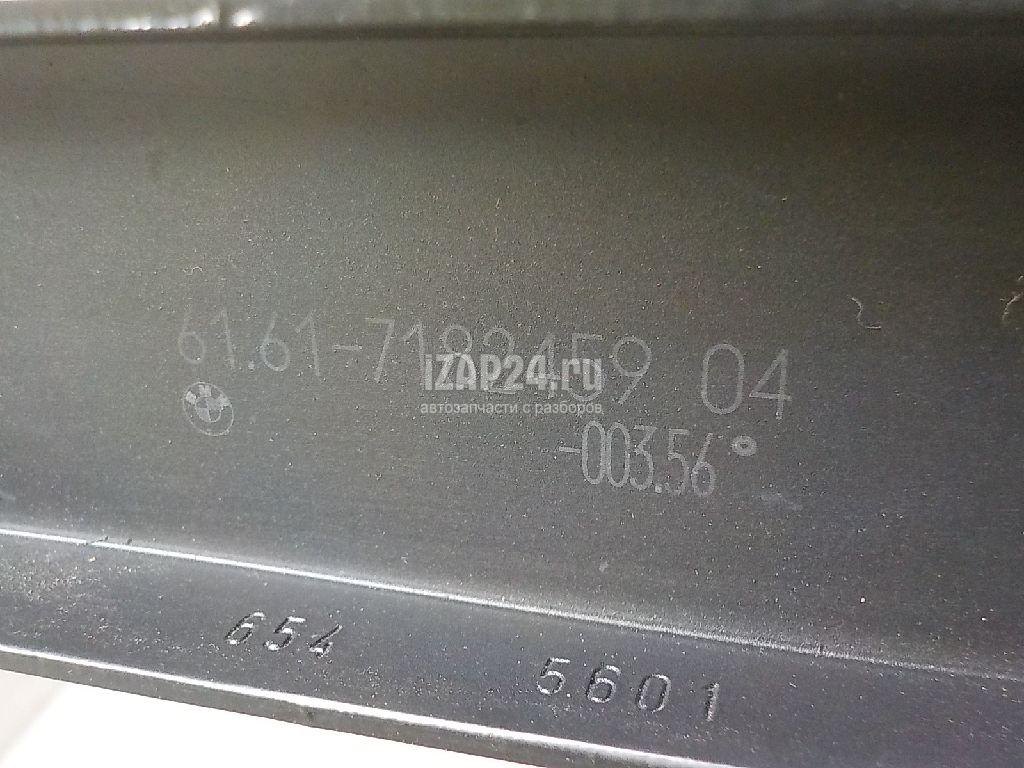 61.61-7182459 04
IZAP24.ru
автозапчасти с разборов
-003.56°
654 5601